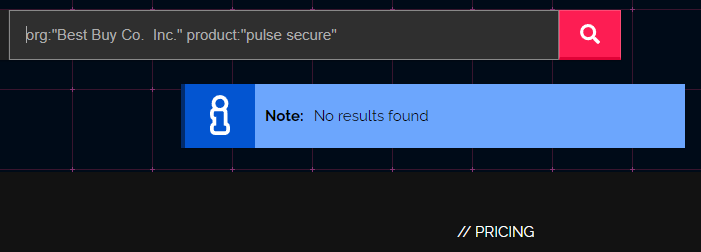 org:"Best Buy Co.  Inc." product:"pulse secure"
Note: No results found
// PRICING